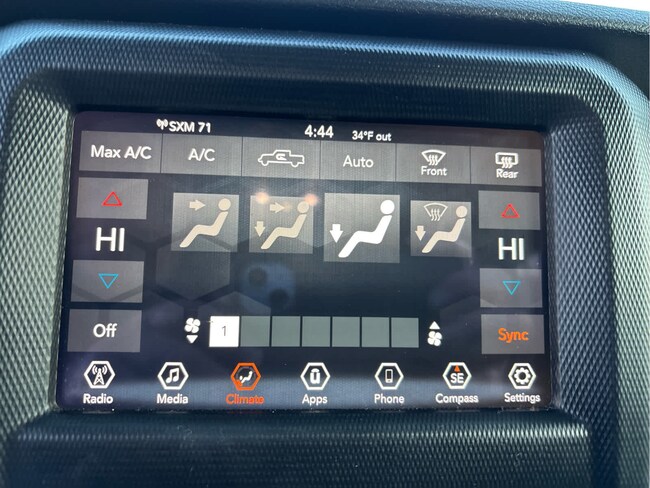 SXM 71 4:44 34°F out
Max A/C A/C Auto Front Rear
HI HI
Off 1 Sync
Radio Media Climate Apps Phone SE Compass Settings